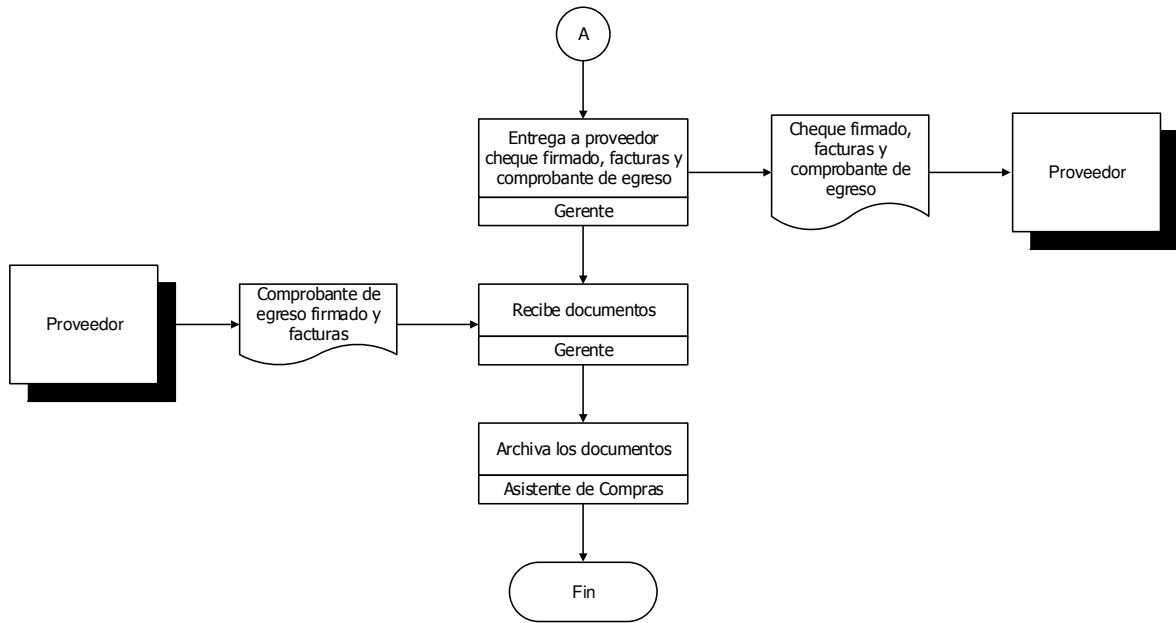 A
Entrega a proveedor
cheque firmado, facturas y
comprobante de egreso
Gerente
Cheque firmado,
facturas y
comprobante de
egreso
Proveedor
Proveedor
Comprobante de
egreso firmado y
facturas
Recibe documentos
Gerente
Archiva los documentos
Asistente de Compras
Fin